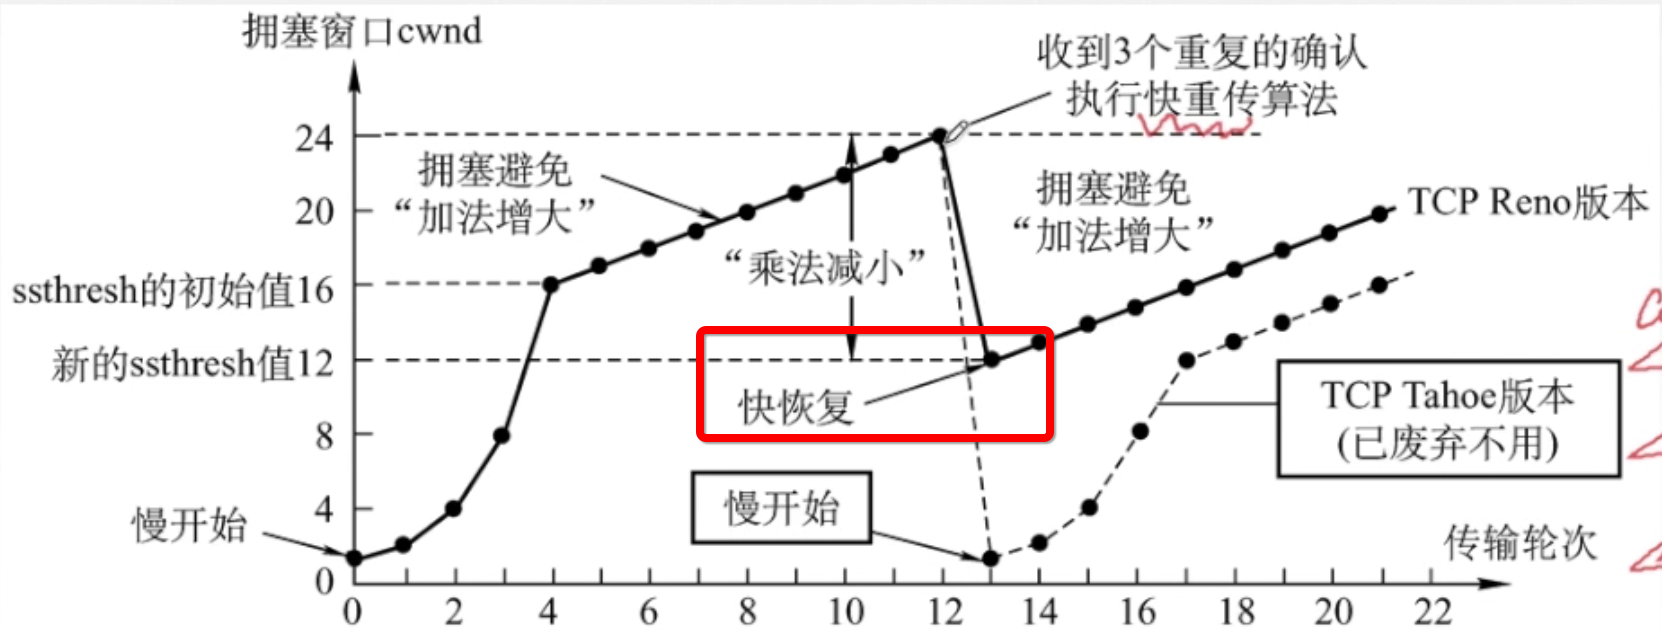 拥塞窗口cwnd
收到3个重复的确认
执行快重传算法
24
拥塞避免
“加法增大”
拥塞避免
“加法增大”
20
TCP Reno版本
“乘法减小”
ssthresh的初始值16
新的ssthresh值12
快恢复
TCP Tahoe版本
(已废弃不用)
8
慢开始
4
慢开始
传输轮次
0
0 2 4 6 8 10 12 14 16 18 20 22